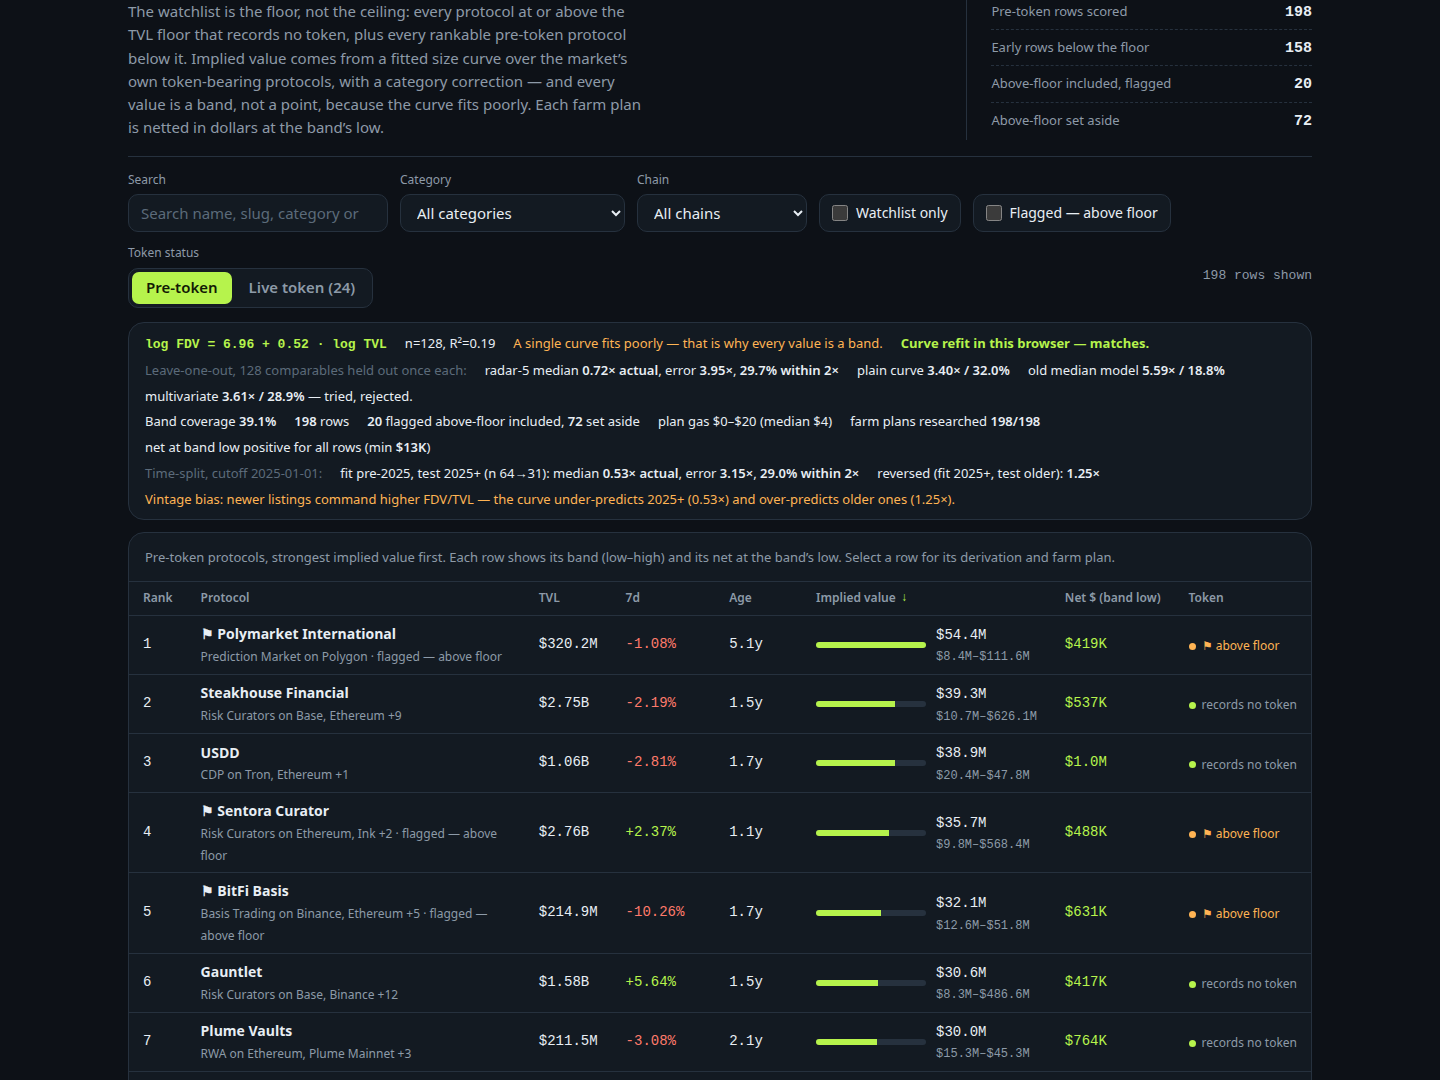 The watchlist is the floor, not the ceiling: every protocol at or above the
TVL floor that records no token, plus every rankable pre-token protocol
below it. Implied value comes from a fitted size curve over the market's
own token-bearing protocols, with a category correction — and every
value is a band, not a point, because the curve fits poorly. Each farm plan
is netted in dollars at the band's low.
Pre-token rows scored 198
Early rows below the floor 158
Above-floor included, flagged 20
Above-floor set aside 72
Search Category Chain
Search name, slug, category or All categories All chains Watchlist only Flagged — above floor
Token status
Pre-token Live token (24) 198 rows shown
log FDV = 6.96 + 0.52 · log TVL n=128, R²=0.19 A single curve fits poorly — that is why every value is a band. Curve refit in this browser — matches.
Leave-one-out, 128 comparables held out once each: radar-5 median 0.72× actual, error 3.95×, 29.7% within 2× plain curve 3.40× / 32.0% old median model 5.59× / 18.8%
multivariate 3.61× / 28.9% — tried, rejected.
Band coverage 39.1% 198 rows 20 flagged above-floor included, 72 set aside plan gas $0–$20 (median $4) farm plans researched 198/198
net at band low positive for all rows (min $13K)
Time-split, cutoff 2025-01-01: fit pre-2025, test 2025+ (n 64→31): median 0.53× actual, error 3.15×, 29.0% within 2× reversed (fit 2025+, test older): 1.25×
Vintage bias: newer listings command higher FDV/TVL — the curve under-predicts 2025+ (0.53×) and over-predicts older ones (1.25×).
Pre-token protocols, strongest implied value first. Each row shows its band (low–high) and its net at the band's low. Select a row for its derivation and farm plan.
Rank Protocol TVL 7d Age Implied value ↓ Net $ (band low) Token
1 ⚑ Polymarket International $320.2M -1.08% 5.1y $54.4M $419K ⚑ above floor
Prediction Market on Polygon · flagged — above floor $8.4M–$111.6M
2 Steakhouse Financial $2.75B -2.19% 1.5y $39.3M $537K records no token
Risk Curators on Base, Ethereum +9 $10.7M–$626.1M
3 USDD $1.06B -2.81% 1.7y $38.9M $1.0M records no token
CDP on Tron, Ethereum +1 $20.4M–$47.8M
4 ⚑ Sentora Curator $2.76B +2.37% 1.1y $35.7M $488K ⚑ above floor
Risk Curators on Ethereum, Ink +2 · flagged — above $9.8M–$568.4M
floor
5 ⚑ BitFi Basis $214.9M -10.26% 1.7y $32.1M $631K ⚑ above floor
Basis Trading on Binance, Ethereum +5 · flagged — $12.6M–$51.8M
above floor
6 Gauntlet $1.58B +5.64% 1.5y $30.6M $417K records no token
Risk Curators on Base, Binance +12 $8.3M–$486.6M
7 Plume Vaults $211.5M -3.08% 2.1y $30.0M $764K records no token
RWA on Ethereum, Plume Mainnet +3 $15.3M–$45.3M